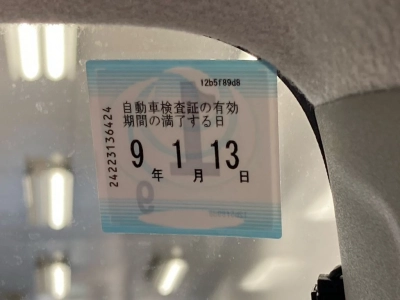 12b5f89d8
24223136424
自動車検査証の有効
期間の満了する日
9 1 13
年 月 日